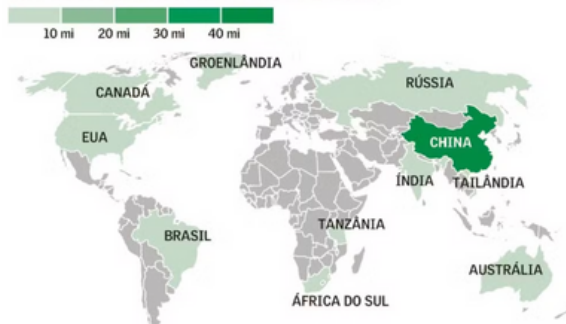 10 mi 20 mi 30 mi 40 mi
GROENLÂNDIA
CANADÁ
RÚSSIA
EUA
CHINA
ÍNDIA
TAILÂNDIA
BRASIL
TANZÂNIA
AUSTRÁLIA
ÁFRICA DO SUL